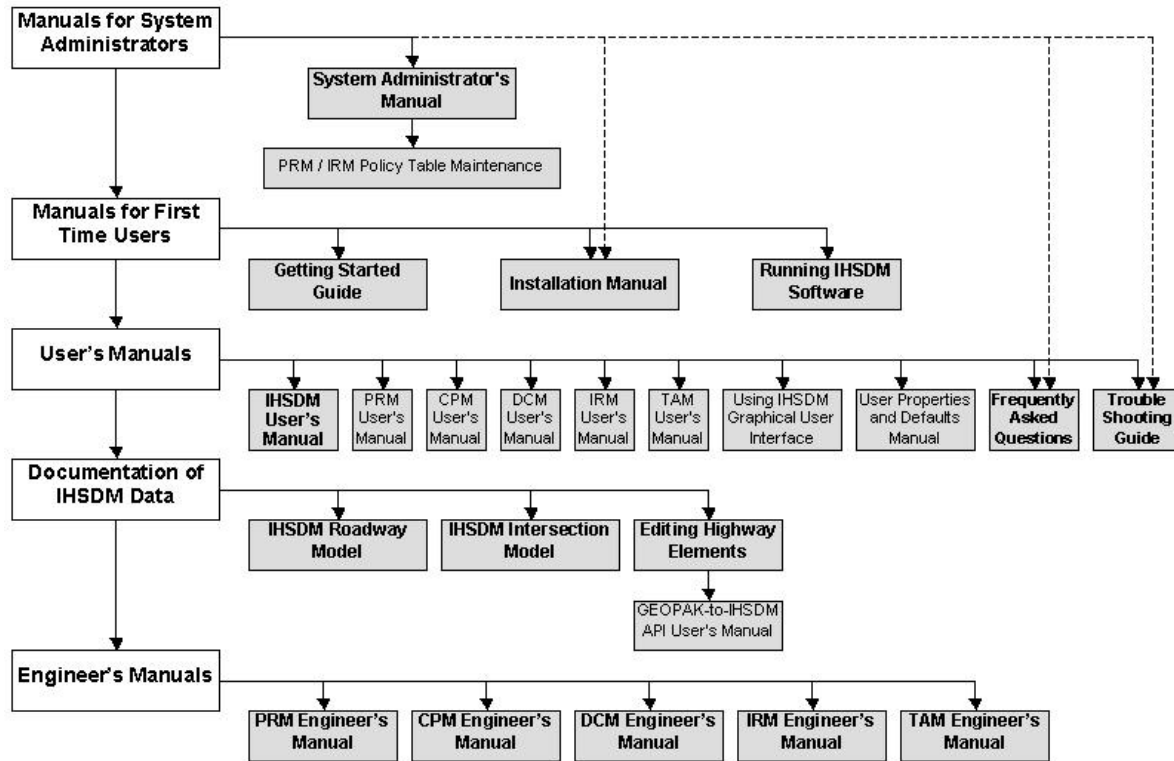 Manuals for System
Administrators
System Administrator's
Manual
PRM / IRM Policy Table Maintenance
Manuals for First
Time Users
Getting Started
Guide
Installation Manual
Running IHSDM
Software
User's Manuals
IHSDM
User's
Manual
PRM
User's
Manual
CPM
User's
Manual
DCM
User's
Manual
IRM
User's
Manual
TAM
User's
Manual
Using IHSDM
Graphical User
Interface
User Properties
and Defaults
Manual
Frequently
Asked
Questions
Trouble
Shooting
Guide
Documentation of
IHSDM Data
IHSDM Roadway
Model
IHSDM Intersection
Model
Editing Highway
Elements
GEOPAK-to-IHSDM
API User's Manual
Engineer's Manuals
PRM Engineer's
Manual
CPM Engineer's
Manual
DCM Engineer's
Manual
IRM Engineer's
Manual
TAM Engineer's
Manual